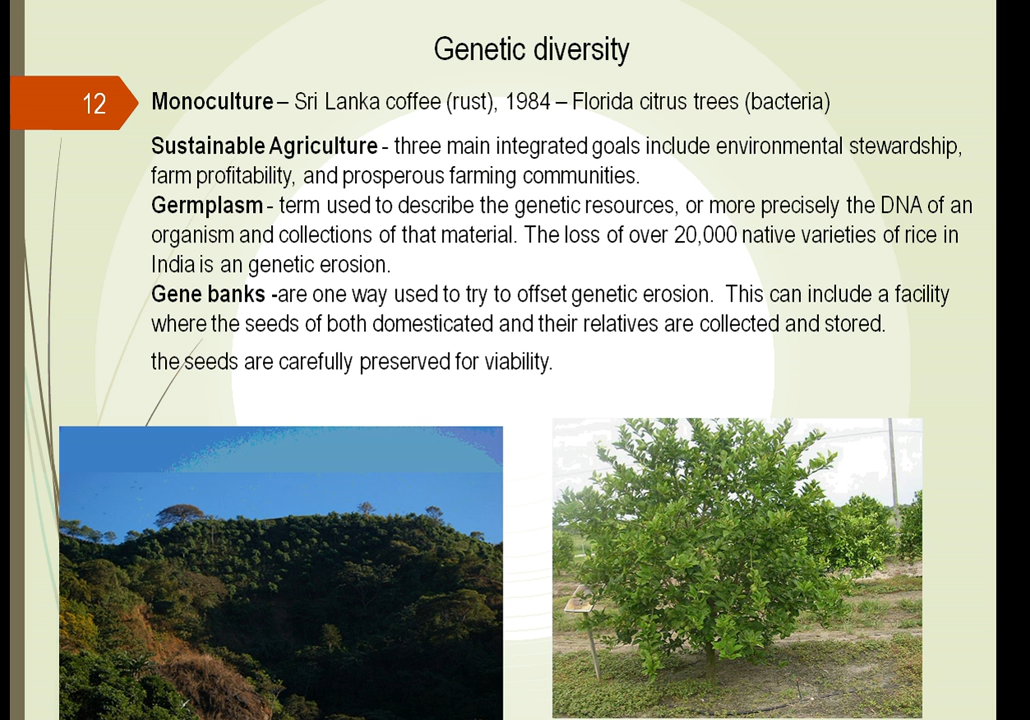 Genetic diversity
12
Monoculture – Sri Lanka coffee (rust), 1984 – Florida citrus trees (bacteria)
Sustainable Agriculture - three main integrated goals include environmental stewardship,
farm profitability, and prosperous farming communities.
Germplasm - term used to describe the genetic resources, or more precisely the DNA of an
organism and collections of that material. The loss of over 20,000 native varieties of rice in
India is an genetic erosion.
Gene banks -are one way used to try to offset genetic erosion. This can include a facility
where the seeds of both domesticated and their relatives are collected and stored.
the seeds are carefully preserved for viability.